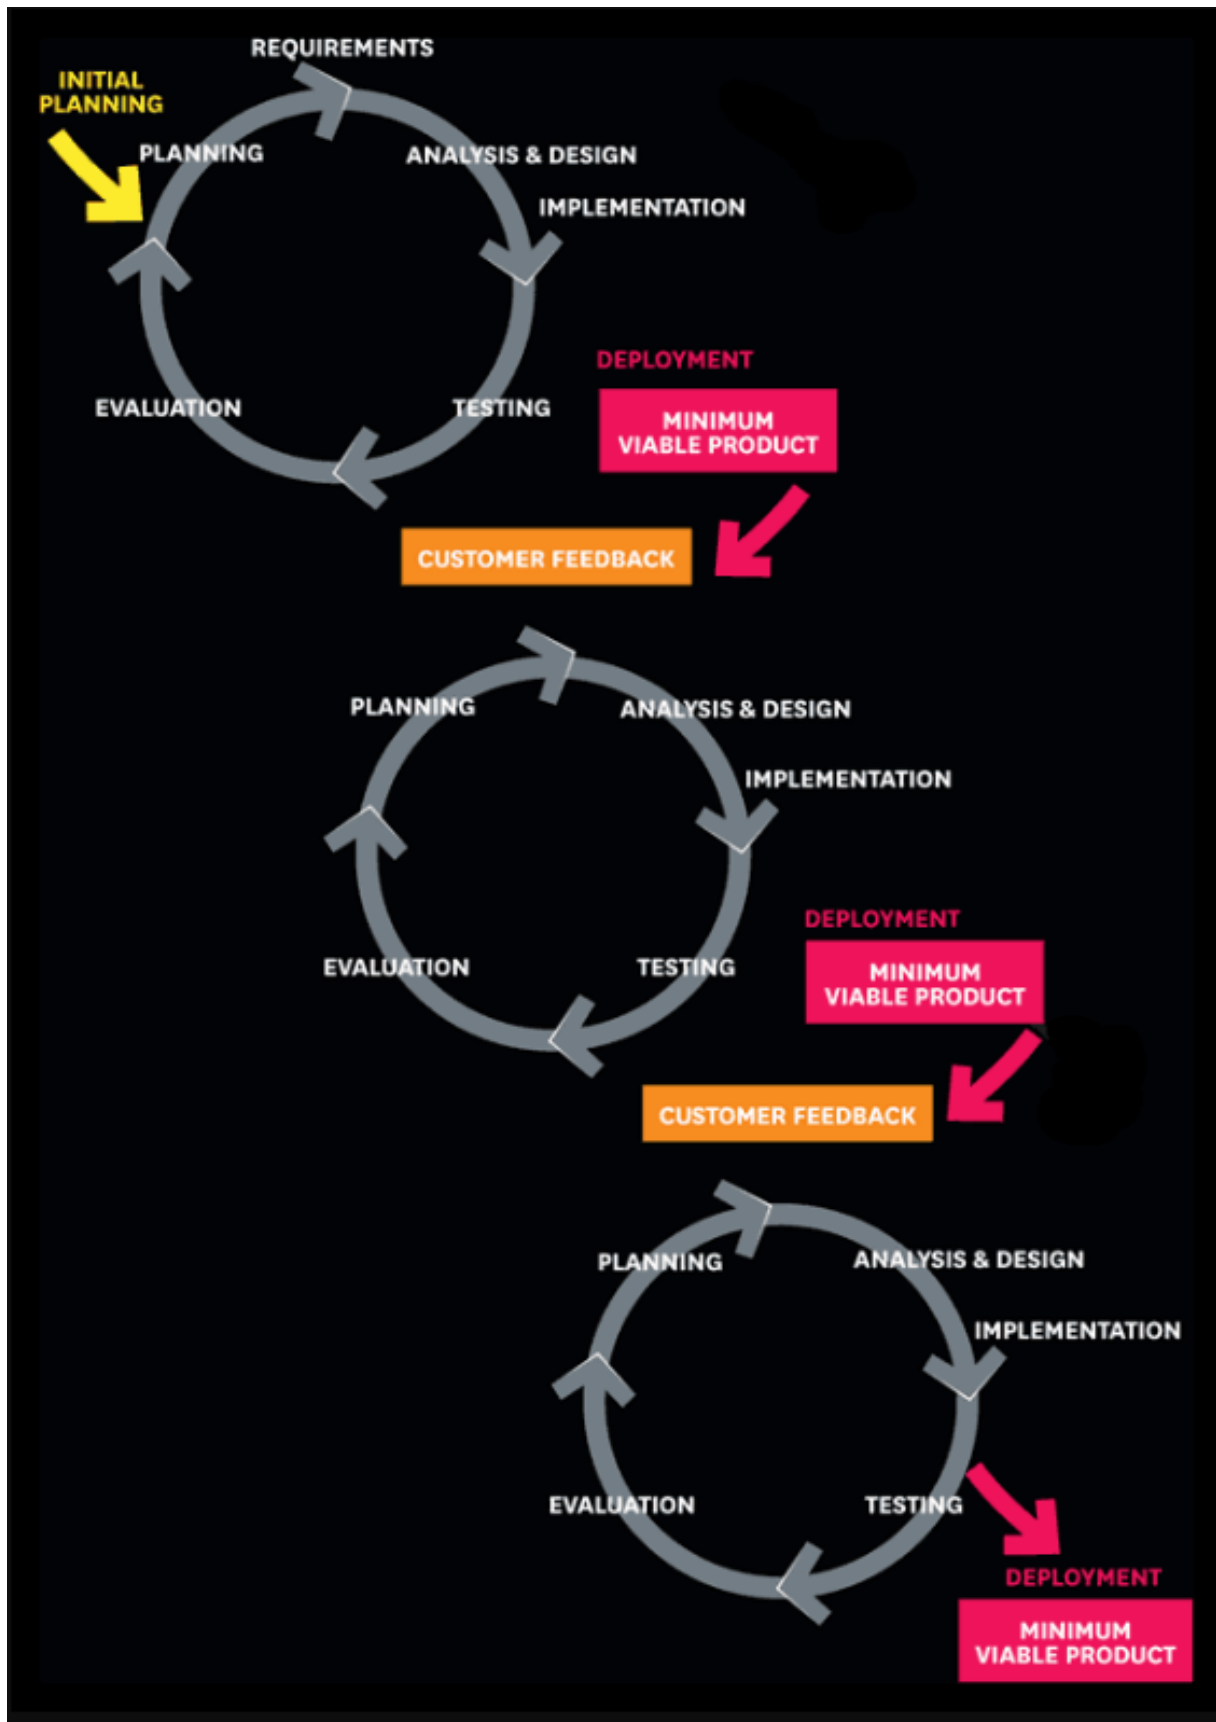 REQUIREMENTS
INITIAL
PLANNING
PLANNING
ANALYSIS & DESIGN
IMPLEMENTATION
EVALUATION
TESTING
DEPLOYMENT
MINIMUM
VIABLE PRODUCT
CUSTOMER FEEDBACK
PLANNING
ANALYSIS & DESIGN
IMPLEMENTATION
EVALUATION
TESTING
DEPLOYMENT
MINIMUM
VIABLE PRODUCT
CUSTOMER FEEDBACK
PLANNING
ANALYSIS & DESIGN
IMPLEMENTATION
EVALUATION
TESTING
DEPLOYMENT
MINIMUM
VIABLE PRODUCT